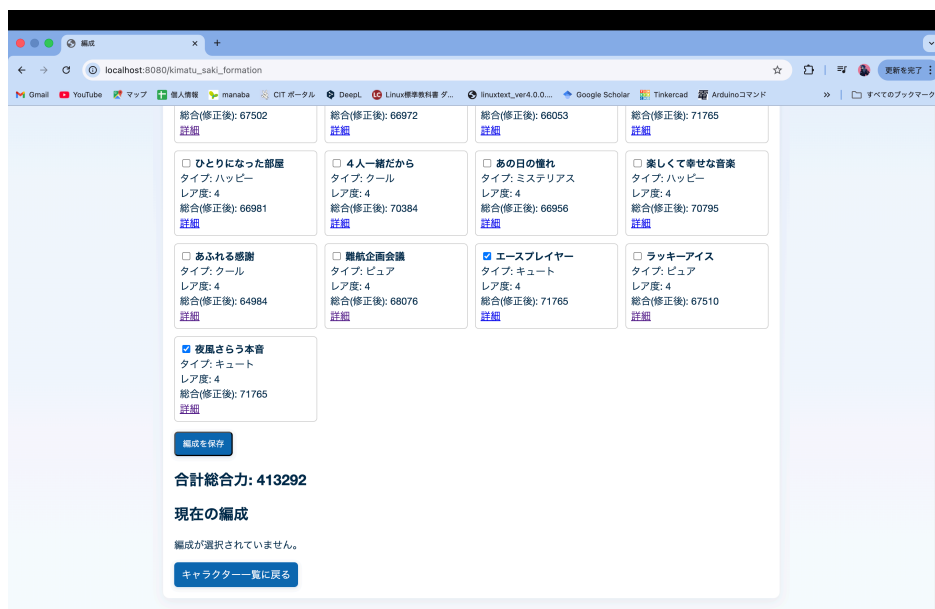 編成
localhost:8080/kimatu_saki_formation
更新を完了
Gmail YouTube マップ 個人情報 manaba CIT ポータル DeepL Linux標準教科書 ダ... linuxtext_ver4.0.0.... Google Scholar Tinkercad Arduinoコマンド » すべてのブックマーク
総合(修正後): 67502 総合(修正後): 66972 総合(修正後): 66053 総合(修正後): 71765
詳細 詳細 詳細 詳細
ひとりになった部屋 4人一緒だから あの日の憧れ 楽しくて幸せな音楽
タイプ: ハッピー タイプ: クール タイプ: ミステリアス タイプ: ハッピー
レア度: 4 レア度: 4 レア度: 4 レア度: 4
総合(修正後): 66981 総合(修正後): 70384 総合(修正後): 66956 総合(修正後): 70795
詳細 詳細 詳細 詳細
あふれる感謝 難航企画会議 エースプレイヤー ラッキーアイス
タイプ: クール タイプ: ピュア タイプ: キュート タイプ: ピュア
レア度: 4 レア度: 4 レア度: 4 レア度: 4
総合(修正後): 64984 総合(修正後): 68076 総合(修正後): 71765 総合(修正後): 67510
詳細 詳細 詳細 詳細
夜風さらう本音
タイプ: キュート
レア度: 4
総合(修正後): 71765
詳細
編成を保存
合計総合力: 413292
現在の編成
編成が選択されていません。
キャラクター一覧に戻る